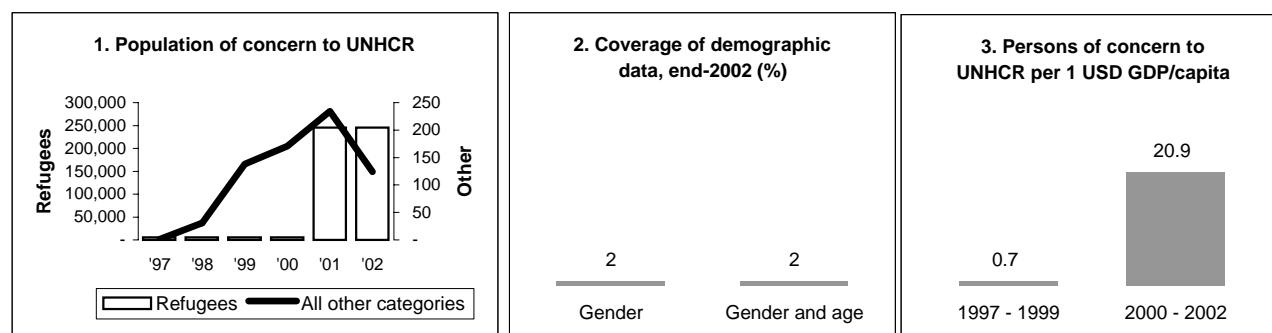 1. Population of concern to UNHCR
300,000
250,000
200,000
150,000
100,000
50,000
-
Refugees
250
200
150
100
50
-
Other
'97 '98 '99 '00 '01 '02
Refugees All other categories
2. Coverage of demographic
data, end-2002 (%)
2 2
Gender Gender and age
3. Persons of concern to
UNHCR per 1 USD GDP/capita
20.9
0.7
1997 - 1999 2000 - 2002